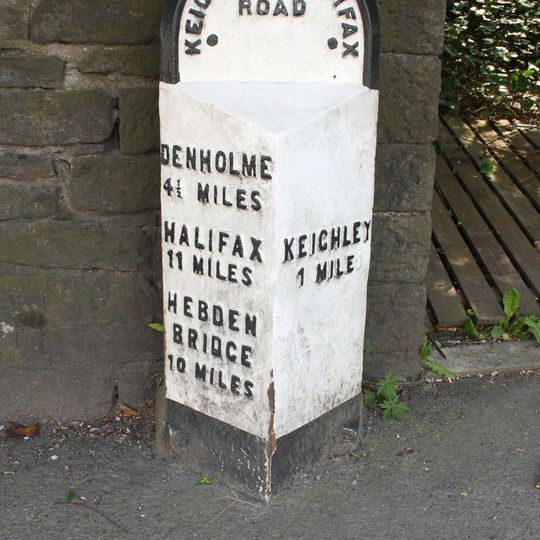 ROAD
DENHOLME
4½ MILES
HALIFAX
11 MILES
HEBDEN
BRIDGE
10 MILES
KEIGHLEY
1 MILE